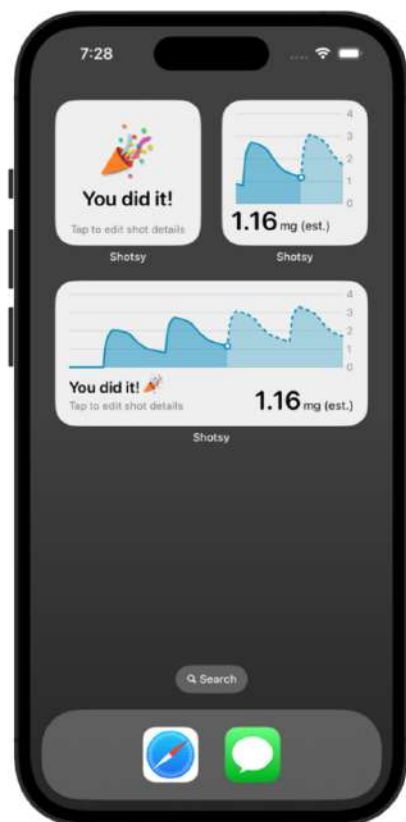 7:28
You did it!
Tap to edit shot details
Shotsy
4
3
2
1
0
1.16 mg (est.)
Shotsy
4
3
2
1
0
You did it!
Tap to edit shot details
1.16 mg (est.)
Shotsy
Search